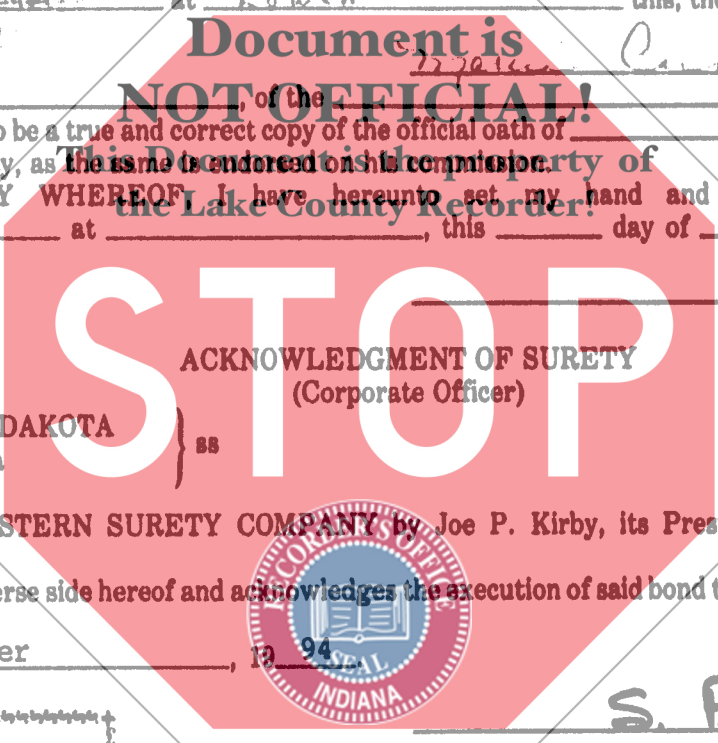 at this, the
Document is
NOT OFFICIAL!
, of the
be a true and correct copy of the official oath of
y, as the same is endorsed on his commission.
This Document is the property of
Y WHEREOF, I have hereunto set my hand and
the Lake County Recorder!
at , this day of
STOP
ACKNOWLEDGMENT OF SURETY
(Corporate Officer)
DAKOTA
ss
STERN SURETY COMPANY by Joe P. Kirby, its Pres
erse side hereof and acknowledges the execution of said bond t
er , 19 94
RECORDER'S OFFICE
SEAL
INDIANA
S.